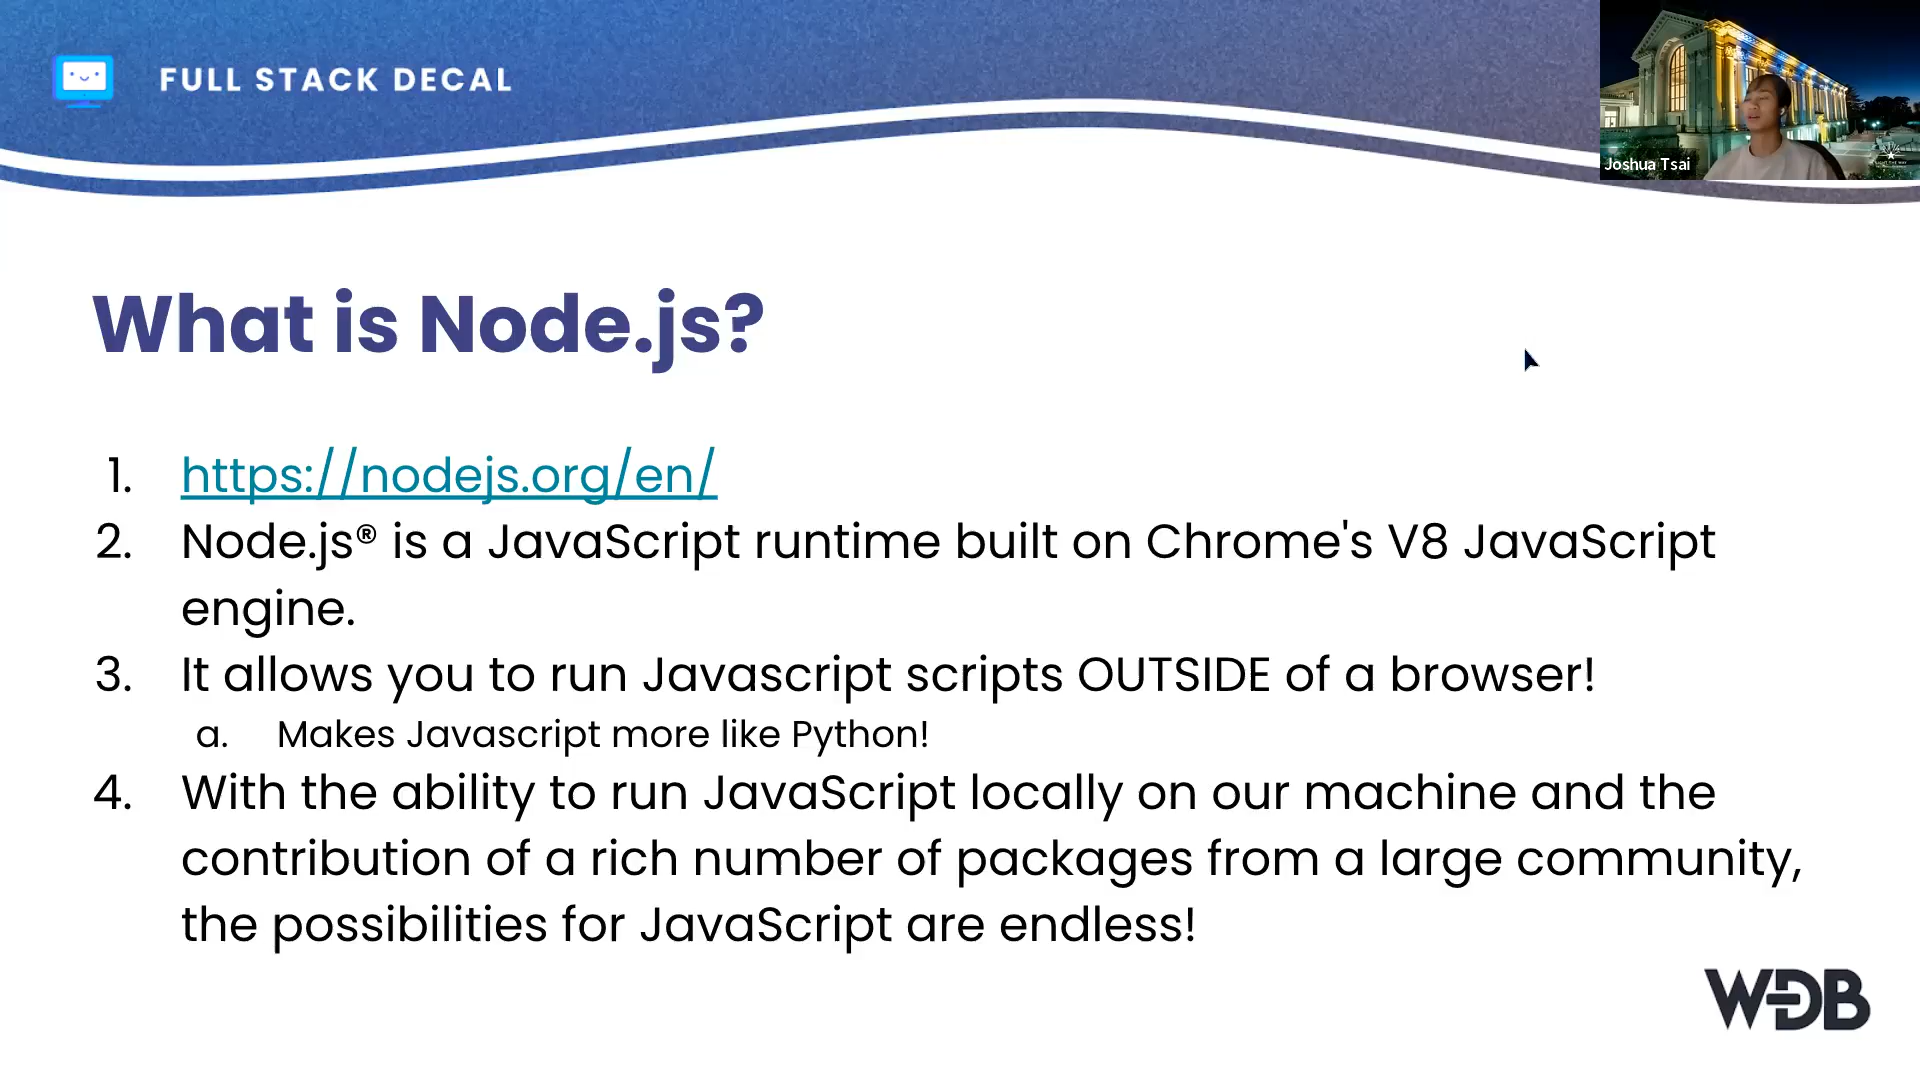 FULL STACK DECAL
Joshua Tsai
What is Node.js?
1. https://nodejs.org/en/
2. Node.js® is a JavaScript runtime built on Chrome's V8 JavaScript
engine.
3. It allows you to run Javascript scripts OUTSIDE of a browser!
a. Makes Javascript more like Python!
4. With the ability to run JavaScript locally on our machine and the
contribution of a rich number of packages from a large community,
the possibilities for JavaScript are endless!
WDB